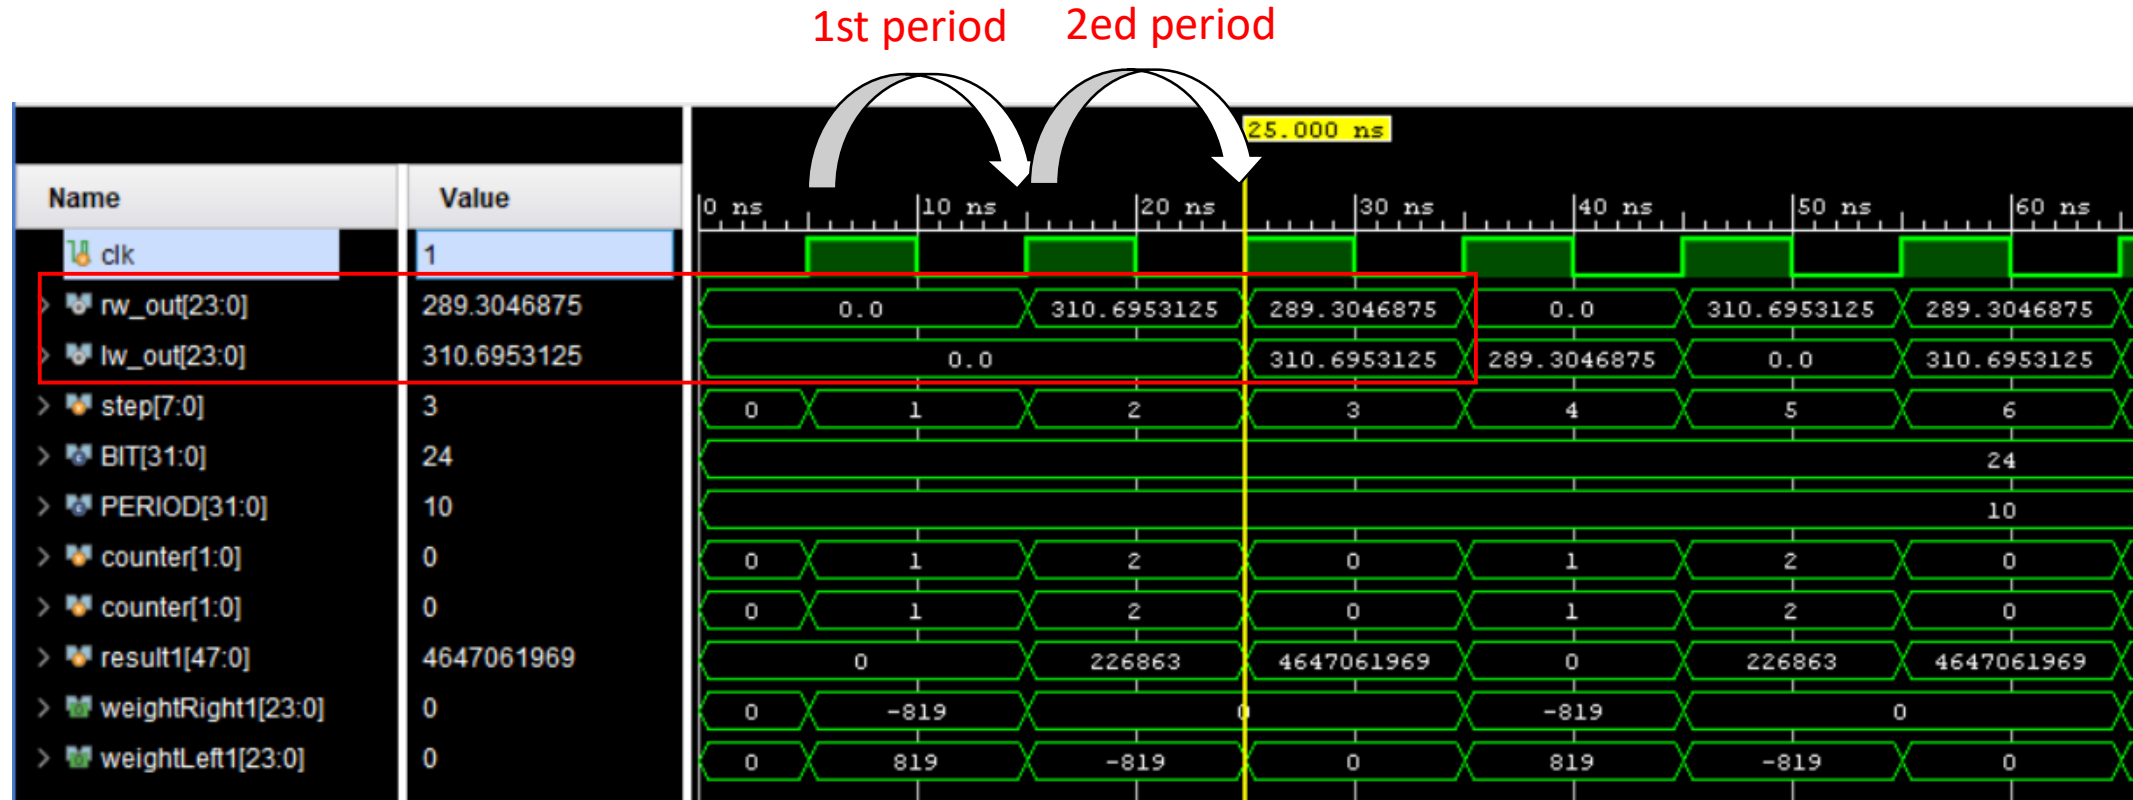 1st period 2ed period
25.000 ns
Name Value 0 ns 10 ns 20 ns 30 ns 40 ns 50 ns 60 ns
clk 1
rw_out[23:0] 289.3046875 0.0 310.6953125 289.3046875 0.0 310.6953125 289.3046875
lw_out[23:0] 310.6953125 0.0 310.6953125 289.3046875 0.0 310.6953125
step[7:0] 3 0 1 2 3 4 5 6
BIT[31:0] 24 24
PERIOD[31:0] 10 10
counter[1:0] 0 0 1 2 0 1 2 0
counter[1:0] 0 0 1 2 0 1 2 0
result1[47:0] 4647061969 0 226863 4647061969 0 226863 4647061969
weightRight1[23:0] 0 0 -819 0 -819 0
weightLeft1[23:0] 0 0 819 -819 0 819 -819 0